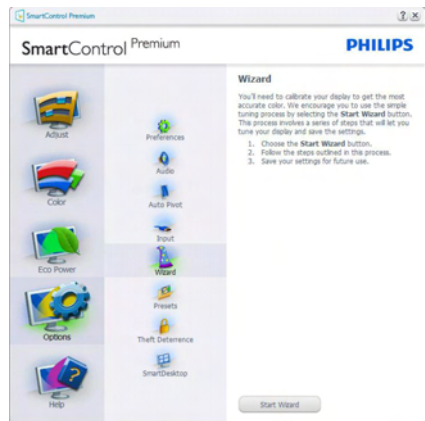 SmartControl Premium
SmartControl Premium
PHILIPS
Adjust
Color
Eco Power
Options
Help
Preferences
Audio
Auto Pivot
Input
Wizard
Presets
Theft Deterrence
SmartDesktop
Wizard
You'll need to calibrate your display to get the most
accurate color. We encourage you to use the simple
tuning process by selecting the Start Wizard button.
This process involves a series of steps that will let you
tune your display and save the settings.
1. Choose the Start Wizard button.
2. Follow the steps outlined in this process.
3. Save your settings for future use.
Start Wizard